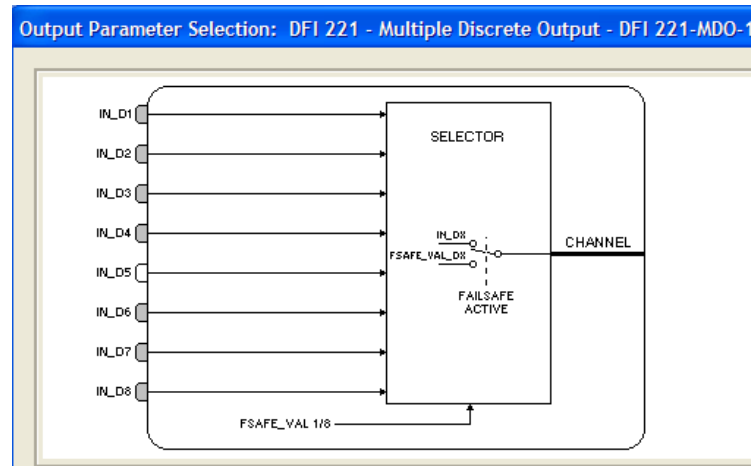 Output Parameter Selection: DFI 221 - Multiple Discrete Output - DFI 221-MDO-1
IN_D1
SELECTOR
IN_D2
IN_D3
IN_D4
IN_DX
CHANNEL
FSAFE_VAL_DX
IN_D5
FAILSAFE
ACTIVE
IN_D6
IN_D7
IN_D8
FSAFE_VAL 1/8